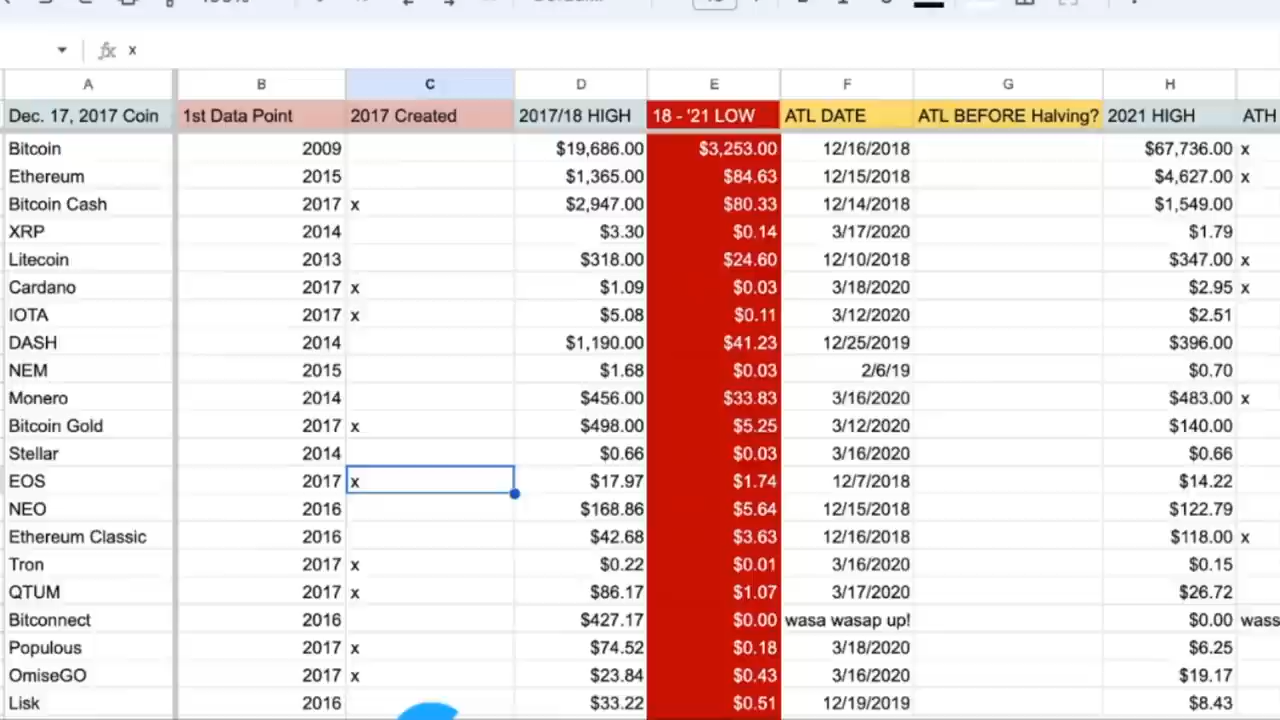 fx x
A B C D E F G H
Dec. 17, 2017 Coin 1st Data Point 2017 Created 2017/18 HIGH 18 - '21 LOW ATL DATE ATL BEFORE Halving? 2021 HIGH ATH
Bitcoin 2009 $19,686.00 $3,253.00 12/16/2018 $67,736.00 x
Ethereum 2015 $1,365.00 $84.63 12/15/2018 $4,627.00 x
Bitcoin Cash 2017 x $2,947.00 $80.33 12/14/2018 $1,549.00
XRP 2014 $3.30 $0.14 3/17/2020 $1.79
Litecoin 2013 $318.00 $24.60 12/10/2018 $347.00 x
Cardano 2017 x $1.09 $0.03 3/18/2020 $2.95 x
IOTA 2017 x $5.08 $0.11 3/12/2020 $2.51
DASH 2014 $1,190.00 $41.23 12/25/2019 $396.00
NEM 2015 $1.68 $0.03 2/6/19 $0.70
Monero 2014 $456.00 $33.83 3/16/2020 $483.00 x
Bitcoin Gold 2017 x $498.00 $5.25 3/12/2020 $140.00
Stellar 2014 $0.66 $0.03 3/16/2020 $0.66
EOS 2017 x $17.97 $1.74 12/7/2018 $14.22
NEO 2016 $168.86 $5.64 12/15/2018 $122.79
Ethereum Classic 2016 $42.68 $3.63 12/16/2018 $118.00 x
Tron 2017 x $0.22 $0.01 3/16/2020 $0.15
QTUM 2017 x $86.17 $1.07 3/17/2020 $26.72
Bitconnect 2016 $427.17 $0.00 wasa wasap up! $0.00 wass
Populous 2017 x $74.52 $0.18 3/18/2020 $6.25
OmiseGO 2017 x $23.84 $0.43 3/16/2020 $19.17
Lisk 2016 $33.22 $0.51 12/19/2019 $8.43